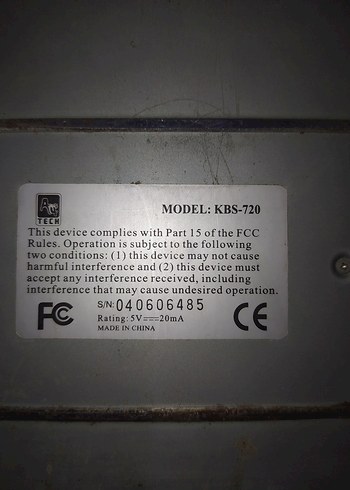 A4
TECH
MODEL: KBS-720
This device complies with Part 15 of the FCC
Rules. Operation is subject to the following
two conditions: (1) this device may not cause
harmful interference and (2) this device must
accept any interference received, including
interference that may cause undesired operation.
S/N: 040606485
Rating: 5V⎓20mA
MADE IN CHINA
FC
CE